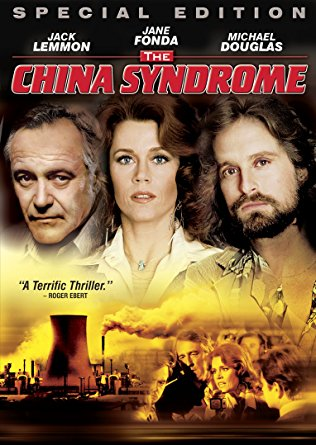 SPECIAL EDITION
JACK LEMMON
JANE FONDA
MICHAEL DOUGLAS
THE
CHINA SYNDROME
"A Terrific Thriller."
– ROGER EBERT